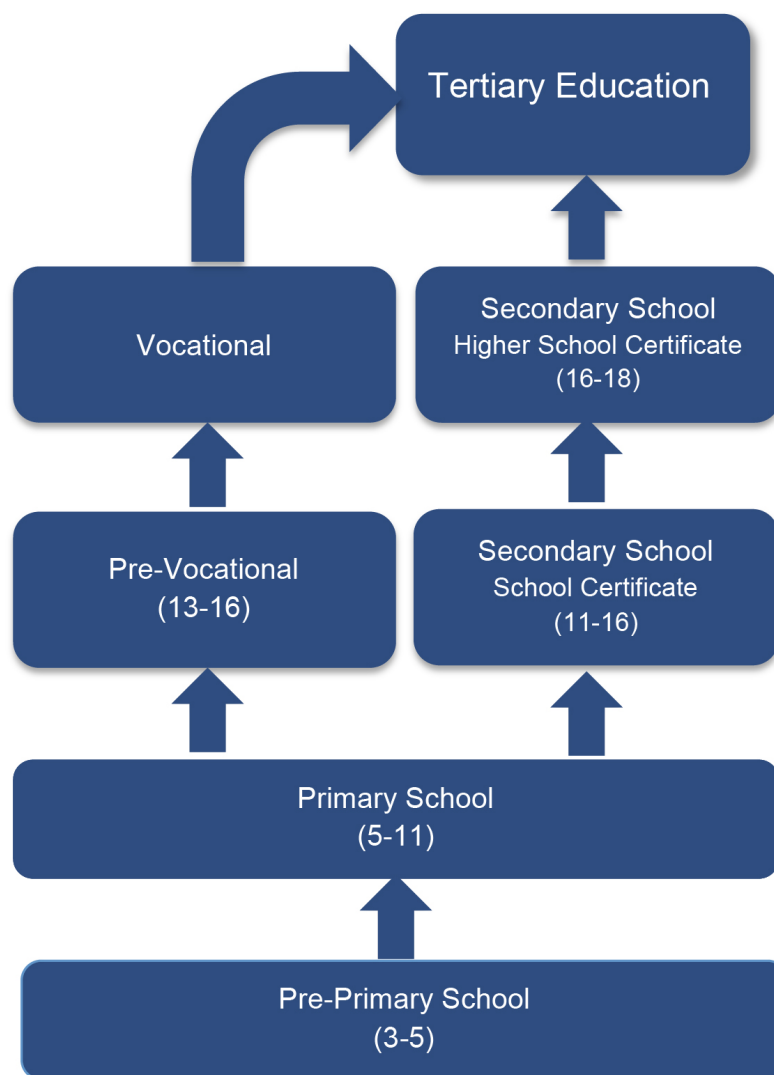 Tertiary Education
Vocational
Secondary School
Higher School Certificate
(16-18)
Pre-Vocational
(13-16)
Secondary School
School Certificate
(11-16)
Primary School
(5-11)
Pre-Primary School
(3-5)